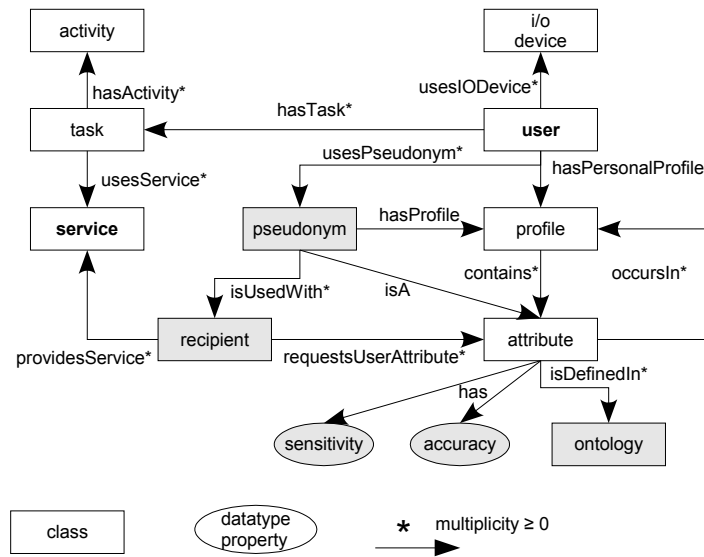 activity
i/o
device
hasActivity*
usesIODevice*
hasTask*
task
user
usesPseudonym*
usesService*
hasPersonalProfile
service
pseudonym
hasProfile
profile
contains*
occursIn*
isUsedWith*
isA
recipient
attribute
providesService*
requestsUserAttribute*
isDefinedIn*
has
sensitivity
accuracy
ontology
class
datatype
property
* multiplicity ≥ 0